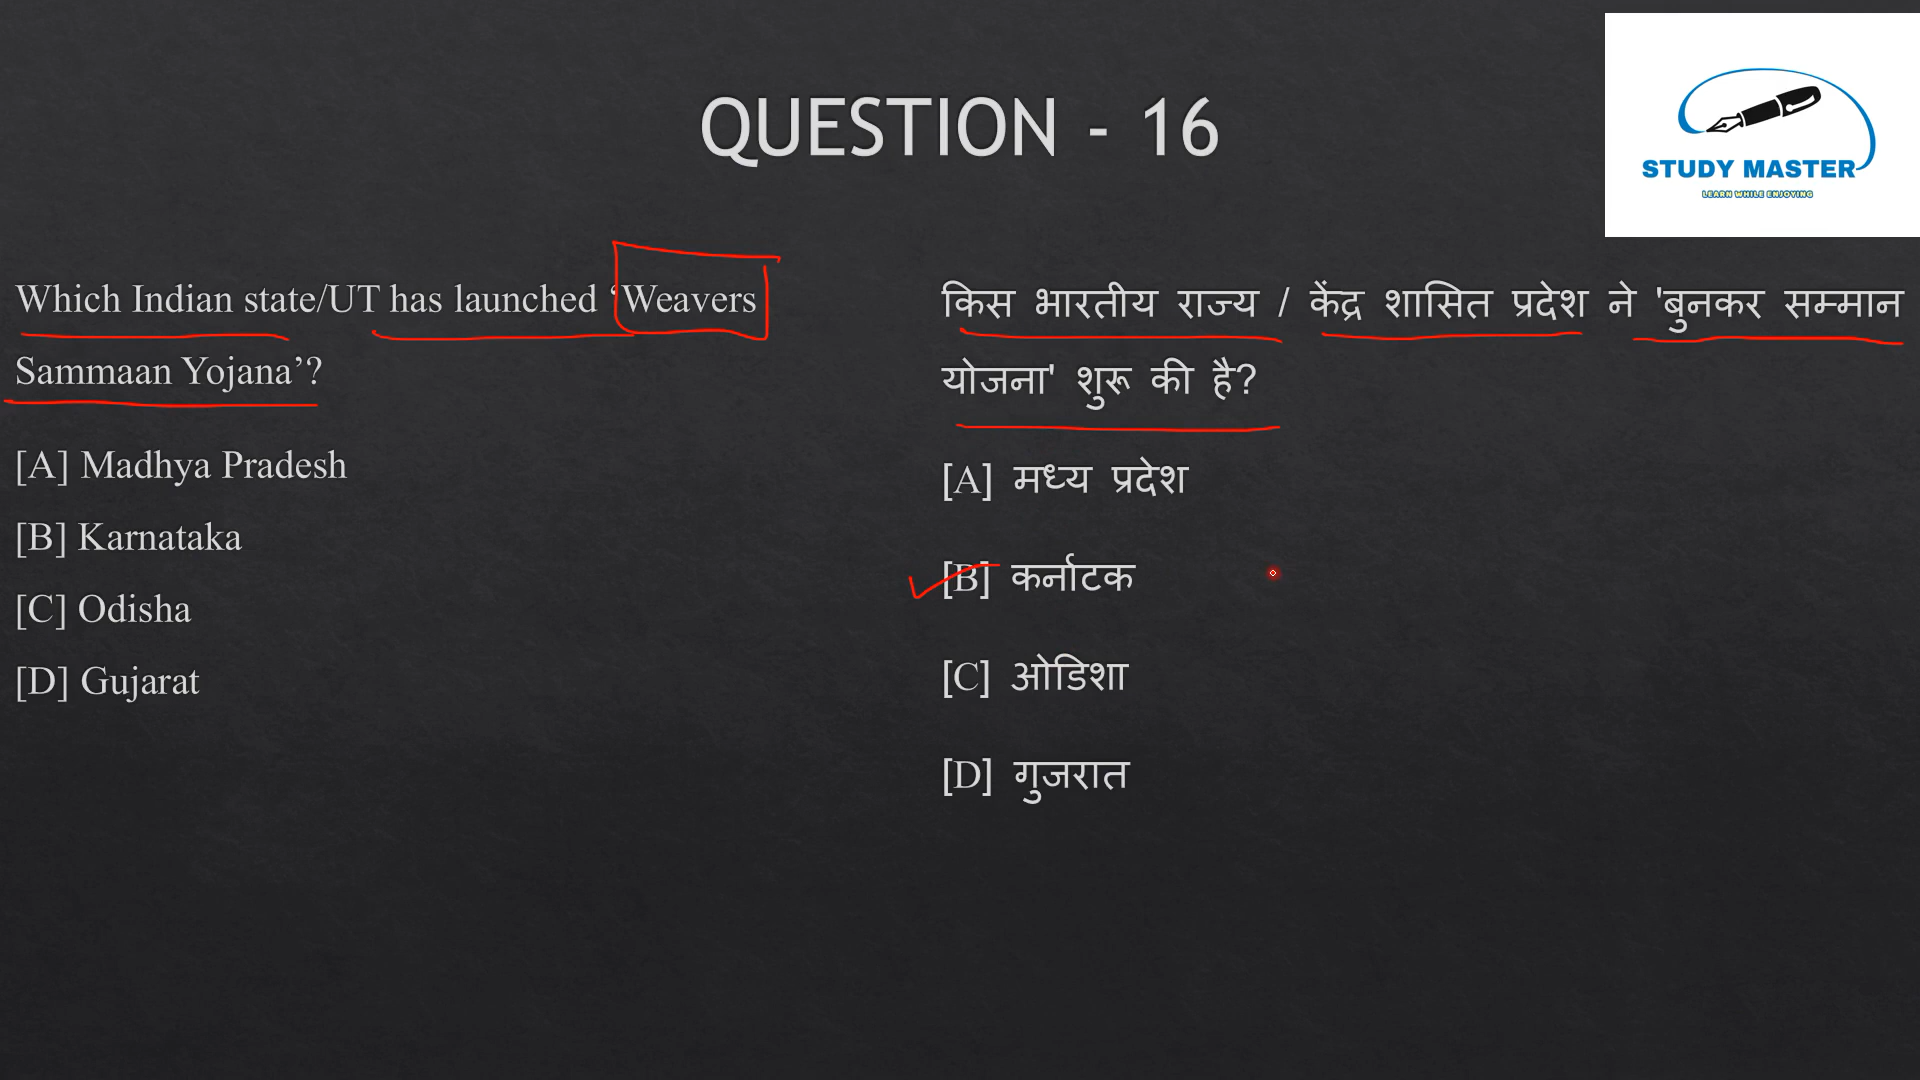 QUESTION - 16
STUDY MASTER
LEARN WHILE ENJOYING
Which Indian state/UT has launched ‘Weavers
Sammaan Yojana’?
[A] Madhya Pradesh
[B] Karnataka
[C] Odisha
[D] Gujarat
किस भारतीय राज्य / केंद्र शासित प्रदेश ने 'बुनकर सम्मान
योजना' शुरू की है?
[A] मध्य प्रदेश
[B] कर्नाटक
[C] ओडिशा
[D] गुजरात